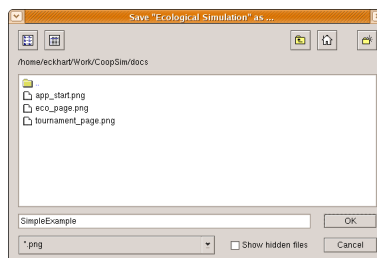 Save "Ecological Simulation" as ...
/home/eckhart/Work/CoopSim/docs
..
app_start.png
eco_page.png
tournament_page.png
SimpleExample
OK
*.png
Show hidden files
Cancel